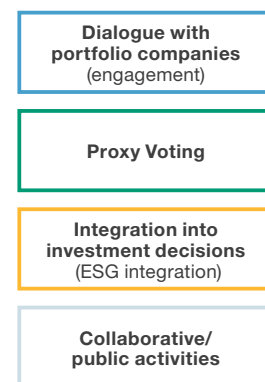 Dialogue with
portfolio companies
(engagement)
Proxy Voting
Integration into
investment decisions
(ESG integration)
Collaborative/
public activities